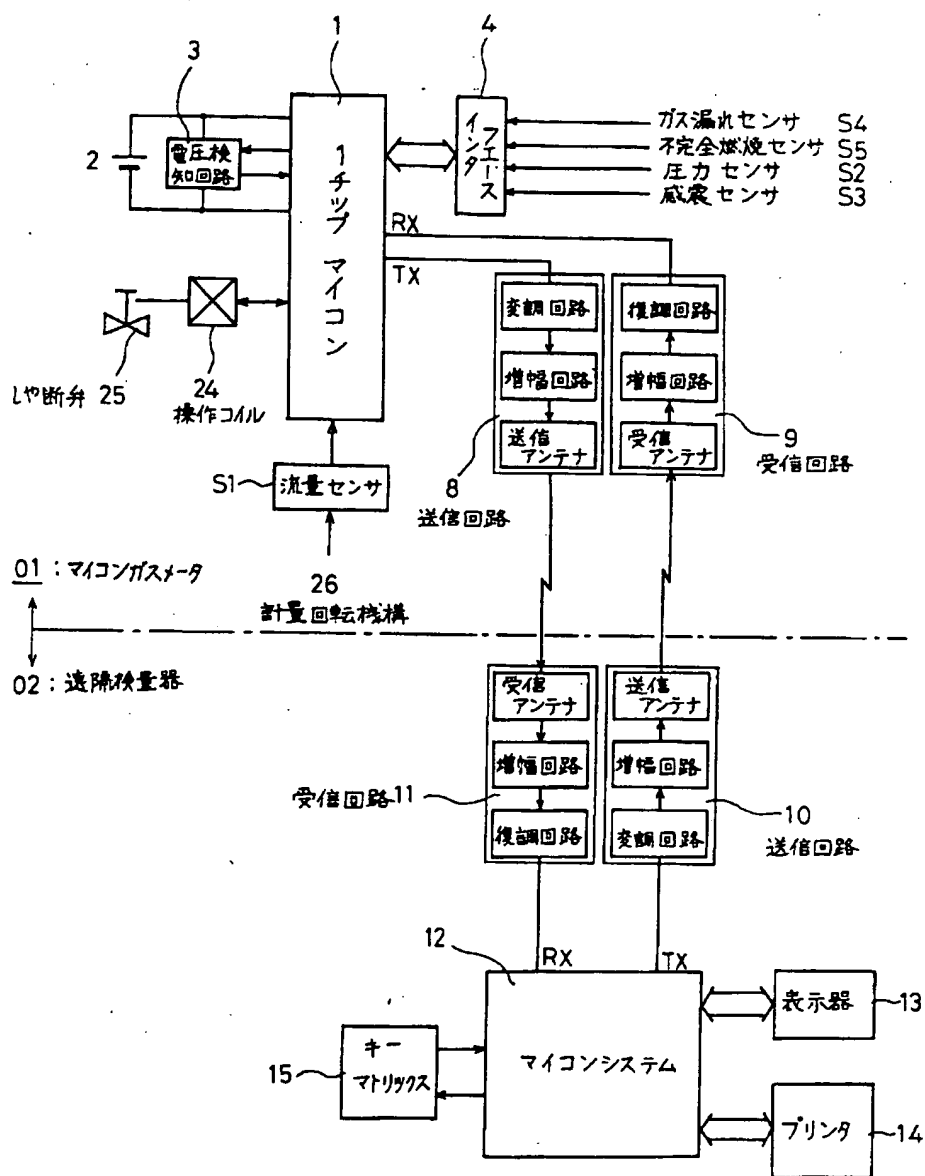 1
3
4
2
電圧検
知回路
1チップ マイコン
インタ
フエース
ガス漏れセンサ S4
不完全燃焼センサ S5
圧力センサ S2
感震センサ S3
RX
TX
変調回路
増幅回路
送信
アンテナ
復調回路
増幅回路
受信アンテナ
8
送信回路
9
受信回路
しや断弁 25
24
操作コイル
S1
流量センサ
26
計量回転機構
01:マイコンガスメータ
02:遠隔検量器
受信
アンテナ
増幅回路
復調回路
受信回路11
送信
アンテナ
増幅回路
変調回路
10
送信回路
12
RX
TX
マイコンシステム
15
キー
マトリックス
表示器
13
プリンタ
14